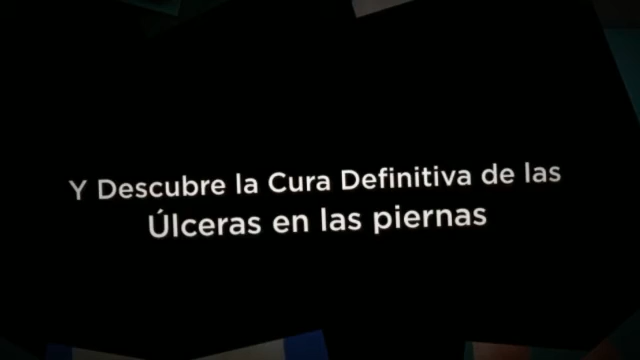 Y Descubre la Cura Definitiva de las
Úlceras en las piernas